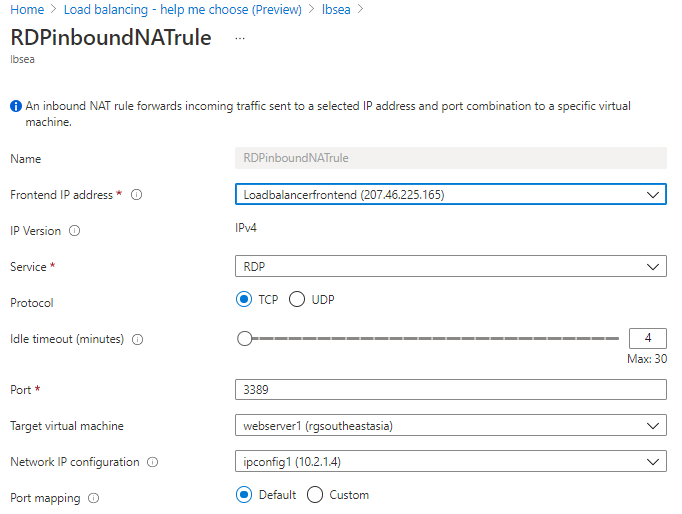 Home > Load balancing - help me choose (Preview) > lbsea >
RDPinboundNATrule ...
lbsea
An inbound NAT rule forwards incoming traffic sent to a selected IP address and port combination to a specific virtual
machine.
Name RDPinboundNATrule
Frontend IP address * Loadbalancerfrontend (207.46.225.165)
IP Version IPv4
Service * RDP
Protocol TCP UDP
Idle timeout (minutes) 4
Max: 30
Port * 3389
Target virtual machine webserver1 (rgsoutheastasia)
Network IP configuration ipconfig1 (10.2.1.4)
Port mapping Default Custom